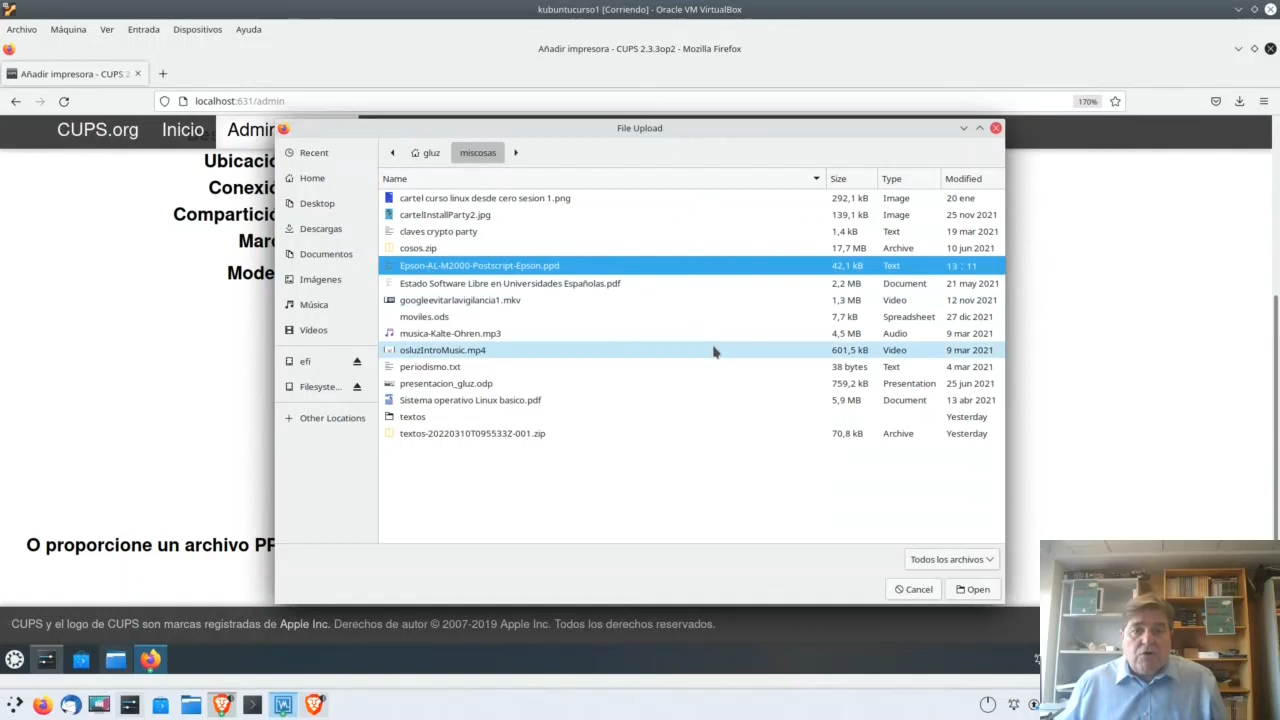 kubuntucurso1 [Corriendo] - Oracle VM VirtualBox
Archivo Máquina Ver Entrada Dispositivos Ayuda
Añadir impresora - CUPS 2.3.3op2 - Mozilla Firefox
Añadir impresora - CUPS 2
localhost:631/admin 170%
CUPS.org Inicio Admin
File Upload
Ubicació
Conexió
Compartició
Marc
Mode
O proporcione un archivo PP
Recent
Home
Desktop
Descargas
Documentos
Imágenes
Música
Vídeos
efi
Filesyste...
Other Locations
gluz miscosas
Name Size Type Modified
cartel curso linux desde cero sesion 1.png 292,1 kB Image 20 ene
cartelInstallParty2.jpg 139,1 kB Image 25 nov 2021
claves crypto party 1,4 kB Text 19 mar 2021
cosos.zip 17,7 MB Archive 10 jun 2021
Epson-AL-M2000-Postscript-Epson.ppd 42,1 kB Text 13:11
Estado Software Libre en Universidades Españolas.pdf 2,2 MB Document 21 may 2021
googleevitarlavigilancia1.mkv 1,3 MB Video 12 nov 2021
moviles.ods 7,7 kB Spreadsheet 27 dic 2021
musica-Kalte-Ohren.mp3 4,5 MB Audio 9 mar 2021
osluzIntroMusic.mp4 601,5 kB Video 9 mar 2021
periodismo.txt 38 bytes Text 4 mar 2021
presentacion_gluz.odp 759,2 kB Presentation 25 jun 2021
Sistema operativo Linux basico.pdf 5,9 MB Document 13 abr 2021
textos Yesterday
textos-20220310T095533Z-001.zip 70,8 kB Archive Yesterday
Todos los archivos
Cancel Open
CUPS y el logo de CUPS son marcas registradas de Apple Inc. Derechos de autor © 2007-2019 Apple Inc. Todos los derechos reservados.